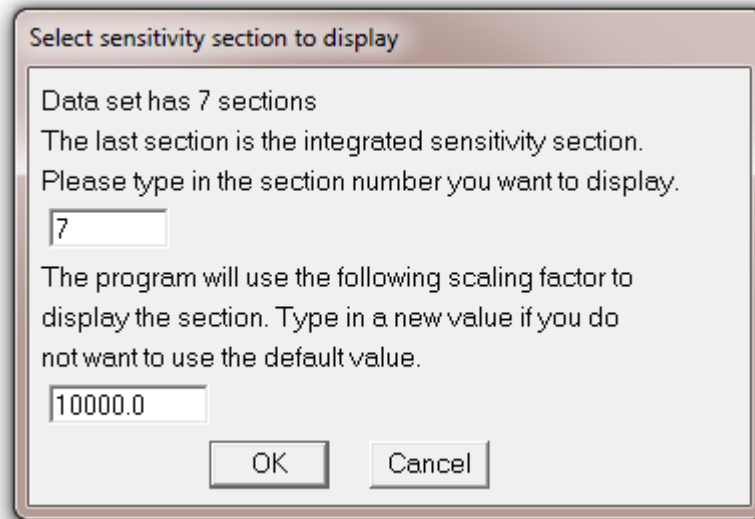 Select sensitivity section to display
Data set has 7 sections
The last section is the integrated sensitivity section.
Please type in the section number you want to display.
7
The program will use the following scaling factor to
display the section. Type in a new value if you do
not want to use the default value.
10000.0
OK Cancel